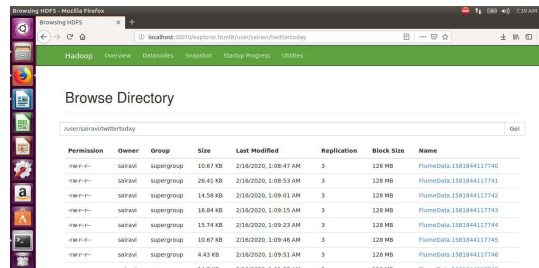 Browsing HDFS - Mozilla Firefox
7:39 AM
Browsing HDFS
localhost:50070/explorer.html#/user/sairavi/twittertoday
Hadoop Overview Datanodes Snapshot Startup Progress Utilities
Browse Directory
/user/sairavi/twittertoday Go!
Permission Owner Group Size Last Modified Replication Block Size Name
-rw-r--r-- sairavi supergroup 10.67 KB 2/16/2020, 1:08:47 AM 3 128 MB FlumeData.1581844117740
-rw-r--r-- sairavi supergroup 26.41 KB 2/16/2020, 1:08:53 AM 3 128 MB FlumeData.1581844117741
-rw-r--r-- sairavi supergroup 14.58 KB 2/16/2020, 1:09:01 AM 3 128 MB FlumeData.1581844117742
-rw-r--r-- sairavi supergroup 16.84 KB 2/16/2020, 1:09:15 AM 3 128 MB FlumeData.1581844117743
-rw-r--r-- sairavi supergroup 15.74 KB 2/16/2020, 1:09:23 AM 3 128 MB FlumeData.1581844117744
-rw-r--r-- sairavi supergroup 10.67 KB 2/16/2020, 1:09:46 AM 3 128 MB FlumeData.1581844117745
-rw-r--r-- sairavi supergroup 4.43 KB 2/16/2020, 1:09:51 AM 3 128 MB FlumeData.1581844117746